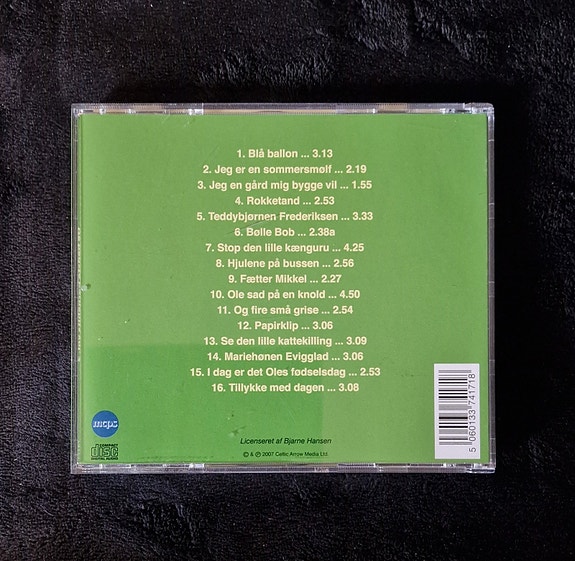 1. Blå ballon ... 3.13
2. Jeg er en sommersmølf ... 2.19
3. Jeg en gård mig bygge vil ... 1.55
4. Rokketand ... 2.53
5. Teddybjørnen Frederiksen ... 3.33
6. Bølle Bob ... 2.38a
7. Stop den lille kænguru ... 4.25
8. Hjulene på bussen ... 2.56
9. Fætter Mikkel ... 2.27
10. Ole sad på en knold ... 4.50
11. Og fire små grise ... 2.54
12. Papirklip ... 3.06
13. Se den lille kattekilling ... 3.09
14. Mariehønen Evigglad ... 3.06
15. I dag er det Oles fødselsdag ... 2.53
16. Tillykke med dagen ... 3.08
mcps
COMPACT
disc
DIGITAL AUDIO
Licenseret af Bjarne Hansen
© & ℗ 2007 Celtic Arrow Media Ltd.
5 060133 741718